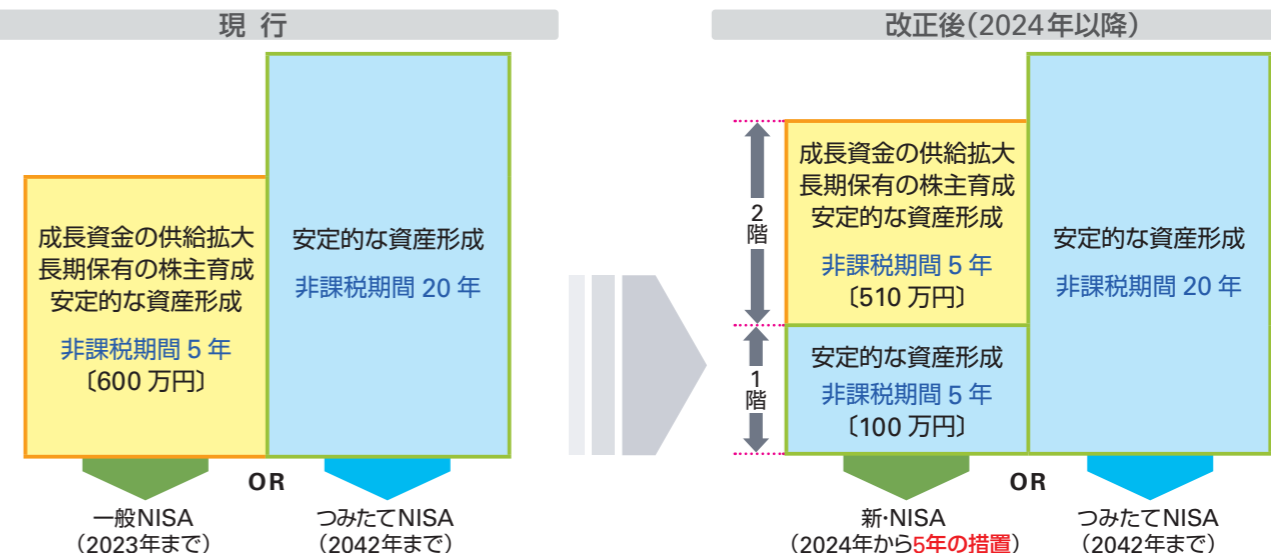 現 行
成長資金の供給拡大
長期保有の株主育成
安定的な資産形成
非課税期間 5 年
〔600 万円〕
安定的な資産形成
非課税期間 20 年
OR
一般NISA
（2023年まで）
つみたてNISA
（2042年まで）
改正後（2024年以降）
2階
成長資金の供給拡大
長期保有の株主育成
安定的な資産形成
非課税期間 5 年
〔510 万円〕
1階
安定的な資産形成
非課税期間 5 年
〔100 万円〕
安定的な資産形成
非課税期間 20 年
OR
新・NISA
（2024年から5年の措置）
つみたてNISA
（2042年まで）